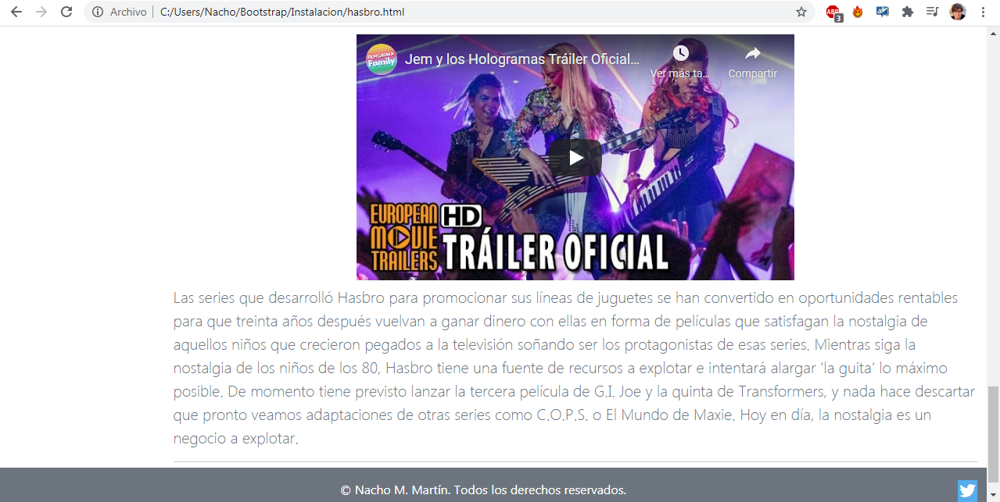 Archivo C:/Users/Nacho/Bootstrap/Instalacion/hasbro.html
ABP
3
FILM&SHOW
Family
Jem y los Hologramas Tráiler Oficial...
Ver más ta...
Compartir
EUROPEAN
MOVIE
TRAILERS
HD
TRÁILER OFICIAL
Las series que desarrolló Hasbro para promocionar sus líneas de juguetes se han convertido en oportunidades rentables
para que treinta años después vuelvan a ganar dinero con ellas en forma de películas que satisfagan la nostalgia de
aquellos niños que crecieron pegados a la televisión soñando ser los protagonistas de esas series. Mientras siga la
nostalgia de los niños de los 80, Hasbro tiene una fuente de recursos a explotar e intentará alargar ‘la guita’ lo máximo
posible. De momento tiene previsto lanzar la tercera película de G.I. Joe y la quinta de Transformers, y nada hace descartar
que pronto veamos adaptaciones de otras series como C.O.P.S. o El Mundo de Maxie. Hoy en día, la nostalgia es un
negocio a explotar.
© Nacho M. Martín. Todos los derechos reservados.